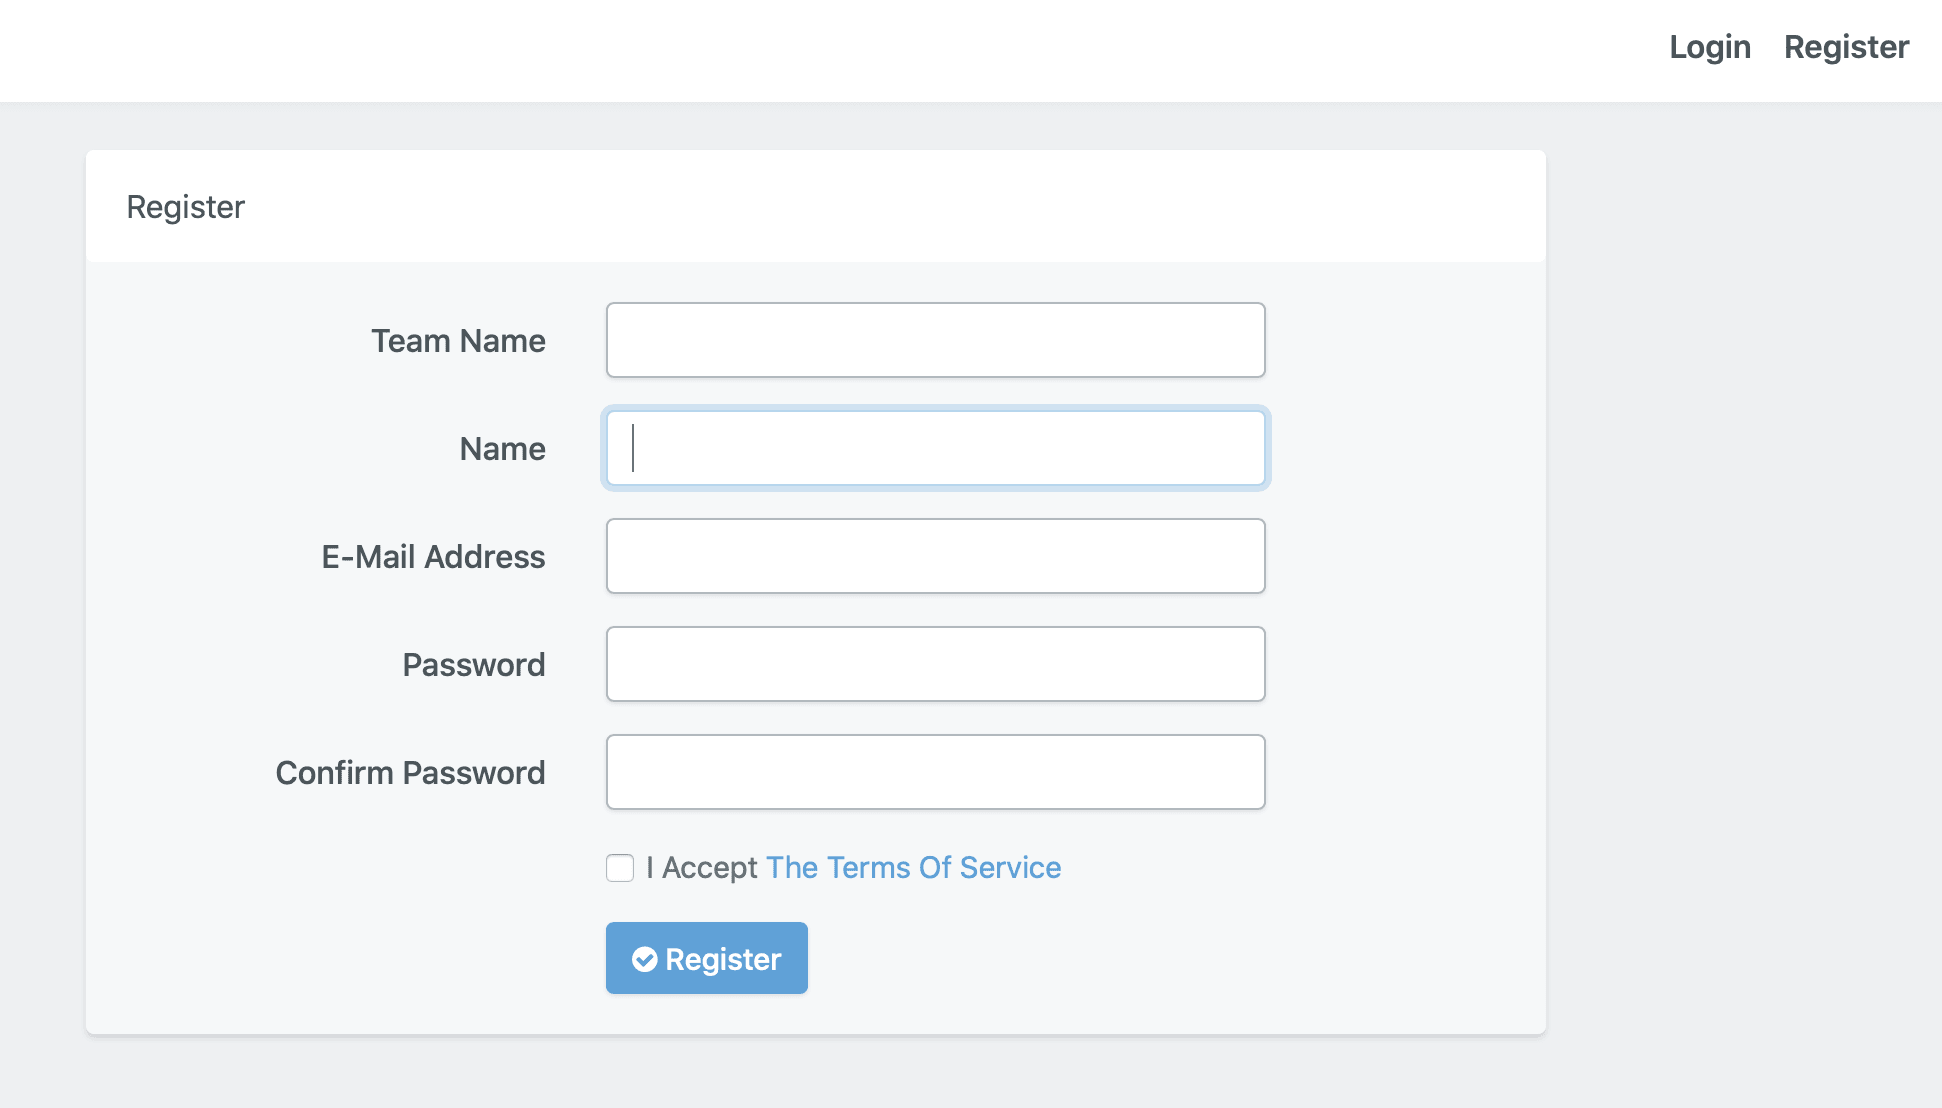 Login Register
Register
Team Name
Name
E-Mail Address
Password
Confirm Password
I Accept The Terms Of Service
Register